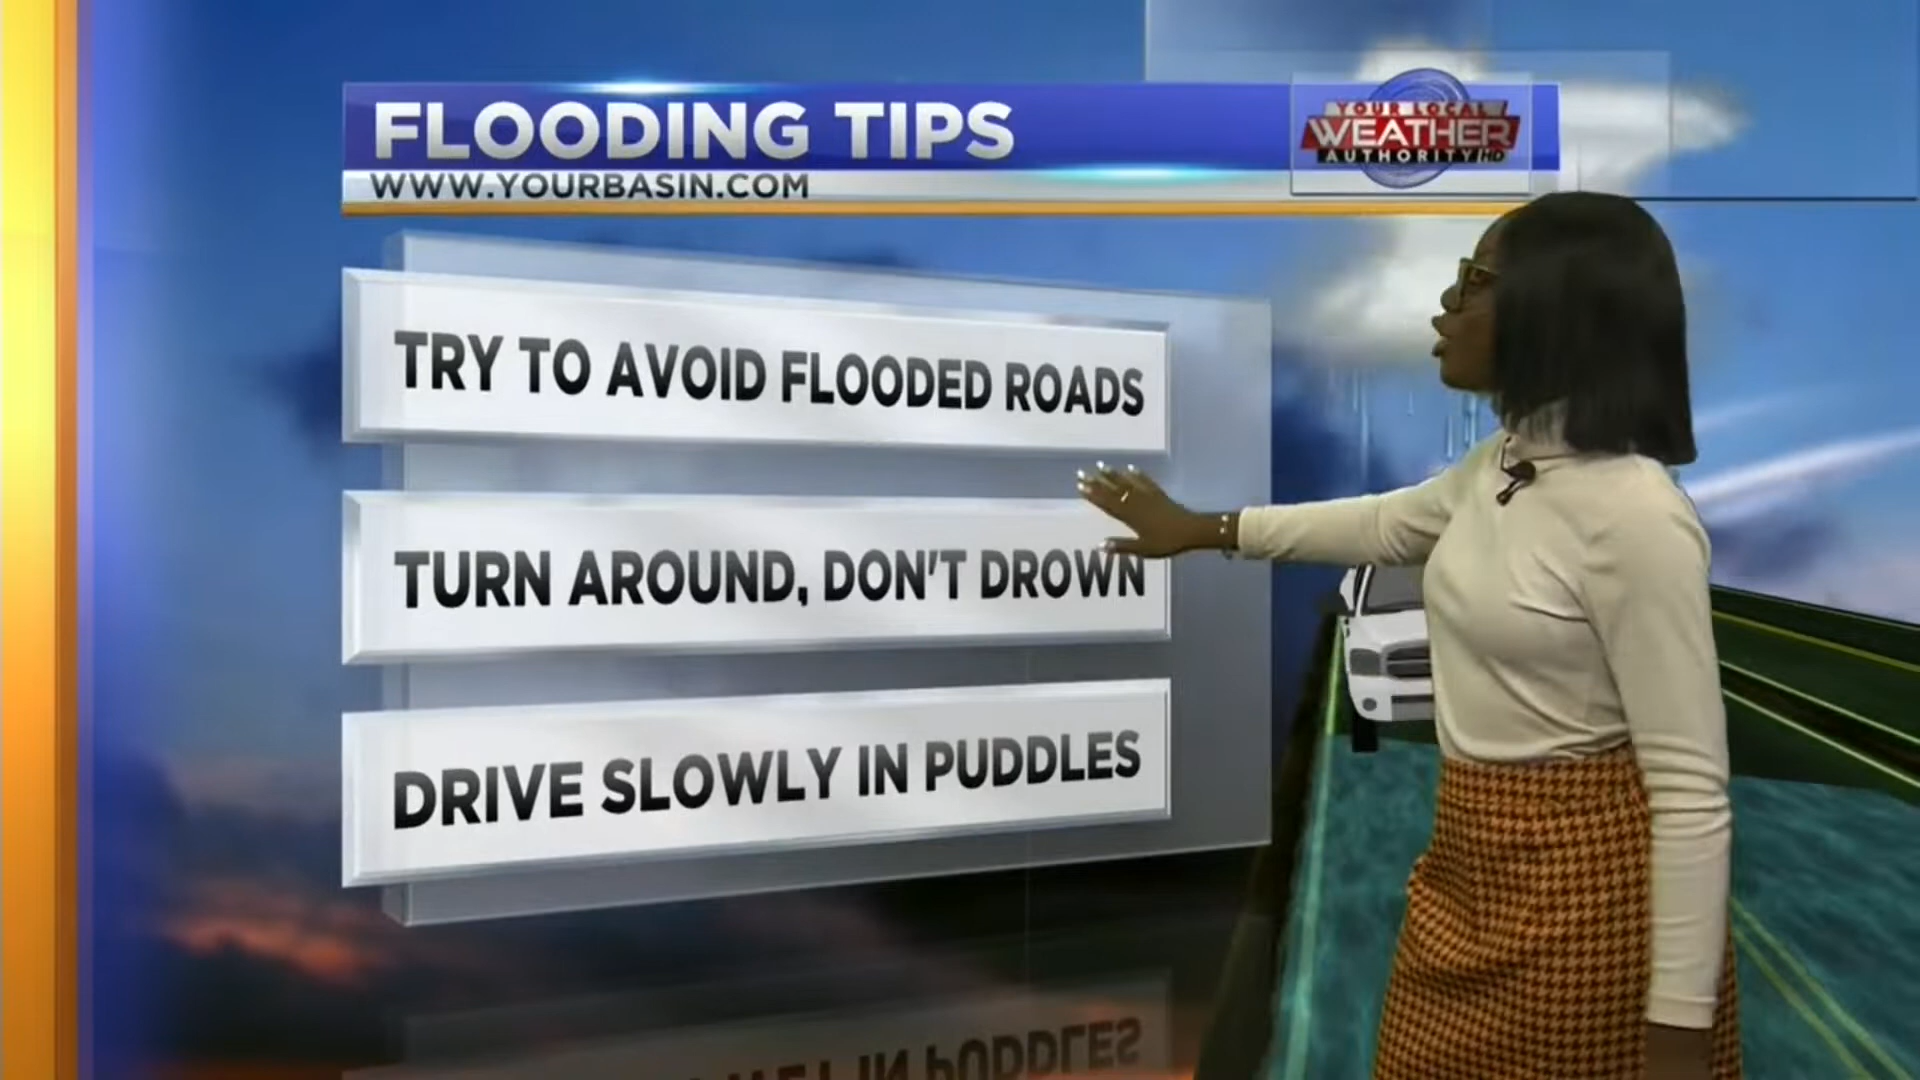 FLOODING TIPS
WWW.YOURBASIN.COM
YOUR LOCAL
WEATHER
AUTHORITY HD
TRY TO AVOID FLOODED ROADS
TURN AROUND, DON'T DROWN
DRIVE SLOWLY IN PUDDLES